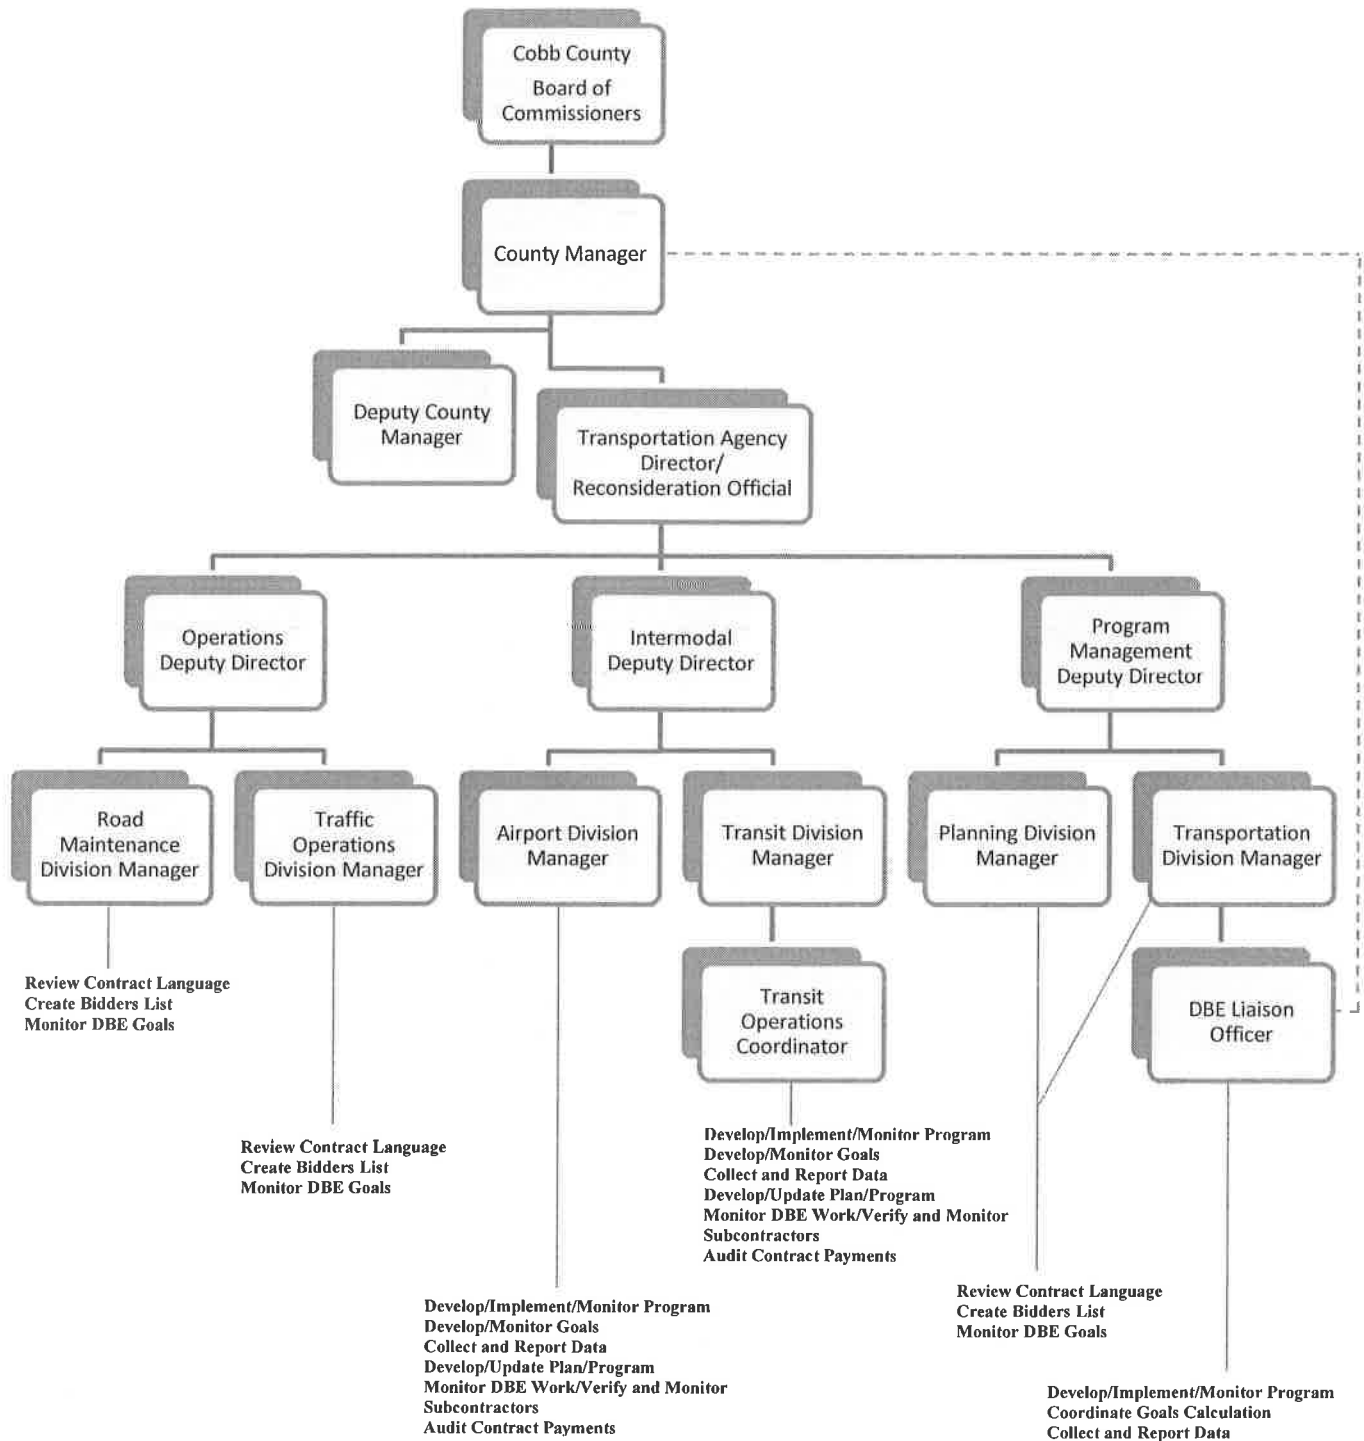 Cobb County
Board of
Commissioners
County Manager
Deputy County
Manager
Transportation Agency
Director/
Reconsideration Official
Operations
Deputy Director
Intermodal
Deputy Director
Program
Management
Deputy Director
Road
Maintenance
Division Manager
Traffic
Operations
Division Manager
Airport Division
Manager
Transit Division
Manager
Planning Division
Manager
Transportation
Division Manager
Transit
Operations
Coordinator
DBE Liaison
Officer
Review Contract Language
Create Bidders List
Monitor DBE Goals
Review Contract Language
Create Bidders List
Monitor DBE Goals
Develop/Implement/Monitor Program
Develop/Monitor Goals
Collect and Report Data
Develop/Update Plan/Program
Monitor DBE Work/Verify and Monitor
Subcontractors
Audit Contract Payments
Develop/Implement/Monitor Program
Develop/Monitor Goals
Collect and Report Data
Develop/Update Plan/Program
Monitor DBE Work/Verify and Monitor
Subcontractors
Audit Contract Payments
Review Contract Language
Create Bidders List
Monitor DBE Goals
Develop/Implement/Monitor Program
Coordinate Goals Calculation
Collect and Report Data